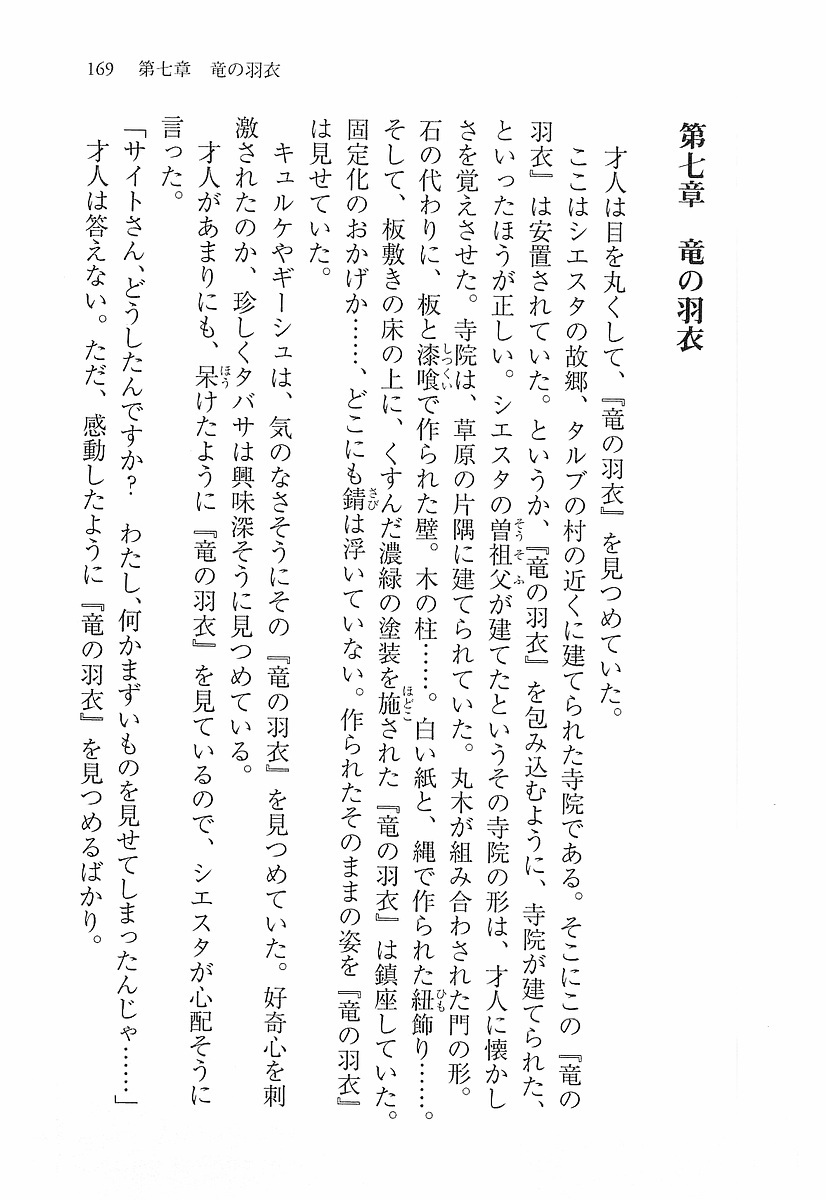 169　第七章　竜の羽衣
第七章　竜の羽衣
　才人は目を丸くして、『竜の羽衣』を見つめていた。
　ここはシエスタの故郷、タルブの村の近くに建てられた寺院である。そこにこの『竜の
羽衣』は安置されていた。というか、『竜の羽衣』を包み込むように、寺院が建てられた、
といったほうが正しい。シエスタの曽祖父が建てたというその寺院の形は、才人に懐かし
さを覚えさせた。寺院は、草原の片隅に建てられていた。丸木が組み合わされた門の形。
石の代わりに、板と漆喰で作られた壁。木の柱……。白い紙と、縄で作られた紐飾り……。
そして、板敷きの床の上に、くすんだ濃緑の塗装を施された『竜の羽衣』は鎮座していた。
固定化のおかげか……、どこにも錆は浮いていない。作られたそのままの姿を『竜の羽衣』
は見せていた。
　キュルケやギーシュは、気のなさそうにその『竜の羽衣』を見つめていた。好奇心を刺
激されたのか、珍しくタバサは興味深そうに見つめている。
　才人があまりにも、呆けたように『竜の羽衣』を見ているので、シエスタが心配そうに
言った。
「サイトさん、どうしたんですか？　わたし、何かまずいものを見せてしまったんじゃ……」
　才人は答えない。ただ、感動したように『竜の羽衣』を見つめるばかり。